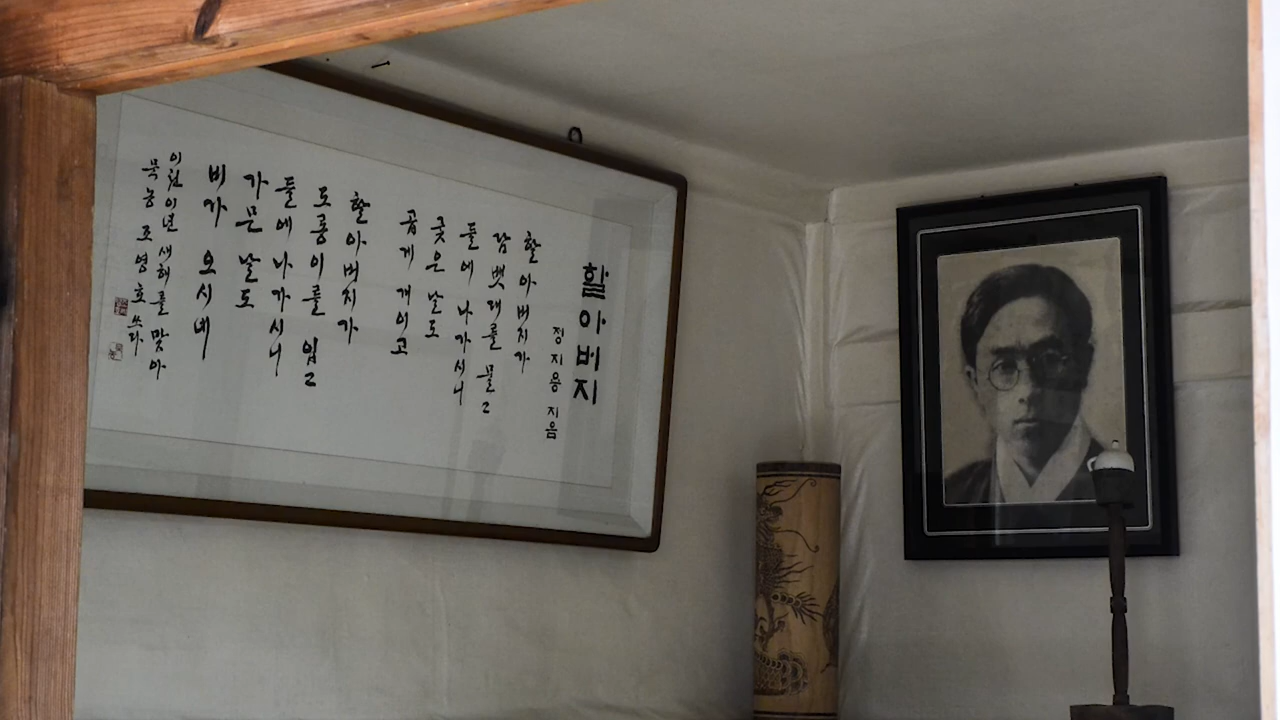 할아버지
정지용 지음
할아버지가
담뱃대를 물고
들에 나가시니
궂은 날도
곱게 개이고
할아버지가
도롱이를 입고
들에 나가시니
가문 날도
비가 오시네
이천이년 새해를 맞아
묵농 조영호 쓰다